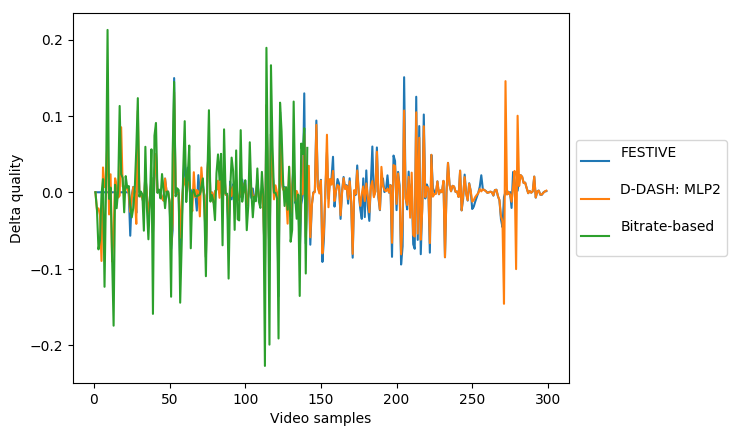 0.2
0.1
0.0
−0.1
−0.2
Delta quality
0
50
100
150
200
250
300
Video samples
FESTIVE
D-DASH: MLP2
Bitrate-based